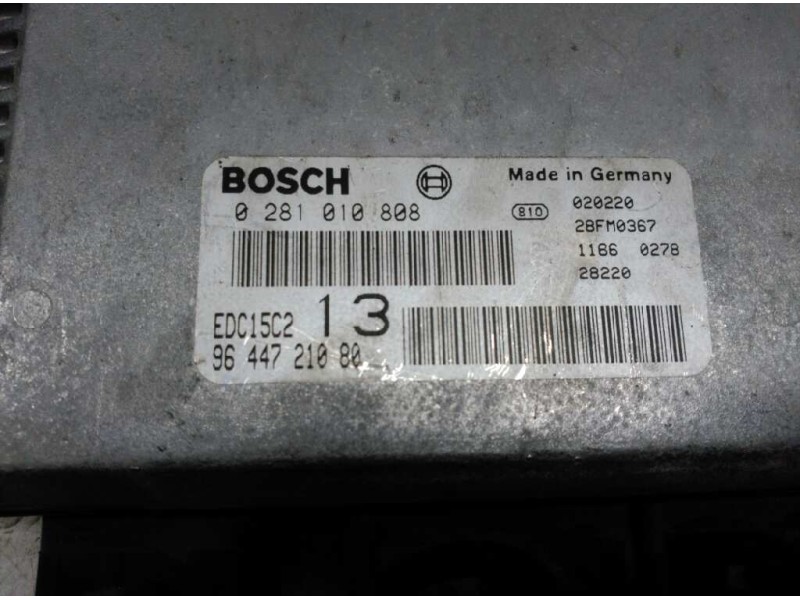 BOSCH
Made in Germany
0 281 010 808
810
020220
2BFM0367
1166 027B
28220
EDC15C2 13
96 447 210 80